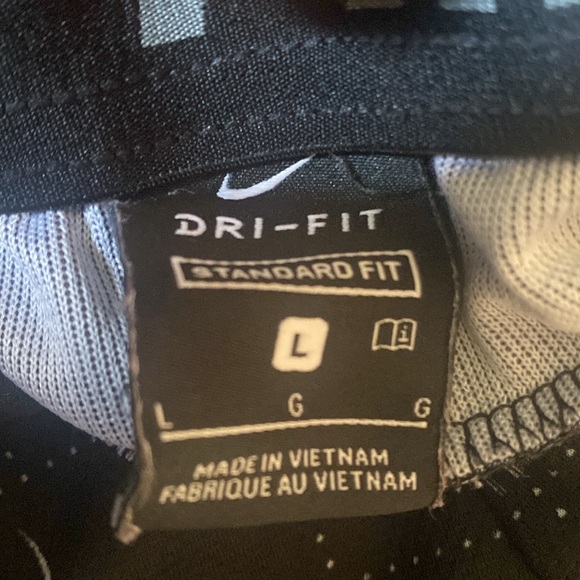 DRI-FIT
STANDARD FIT
L
L G G
MADE IN VIETNAM
FABRIQUE AU VIETNAM